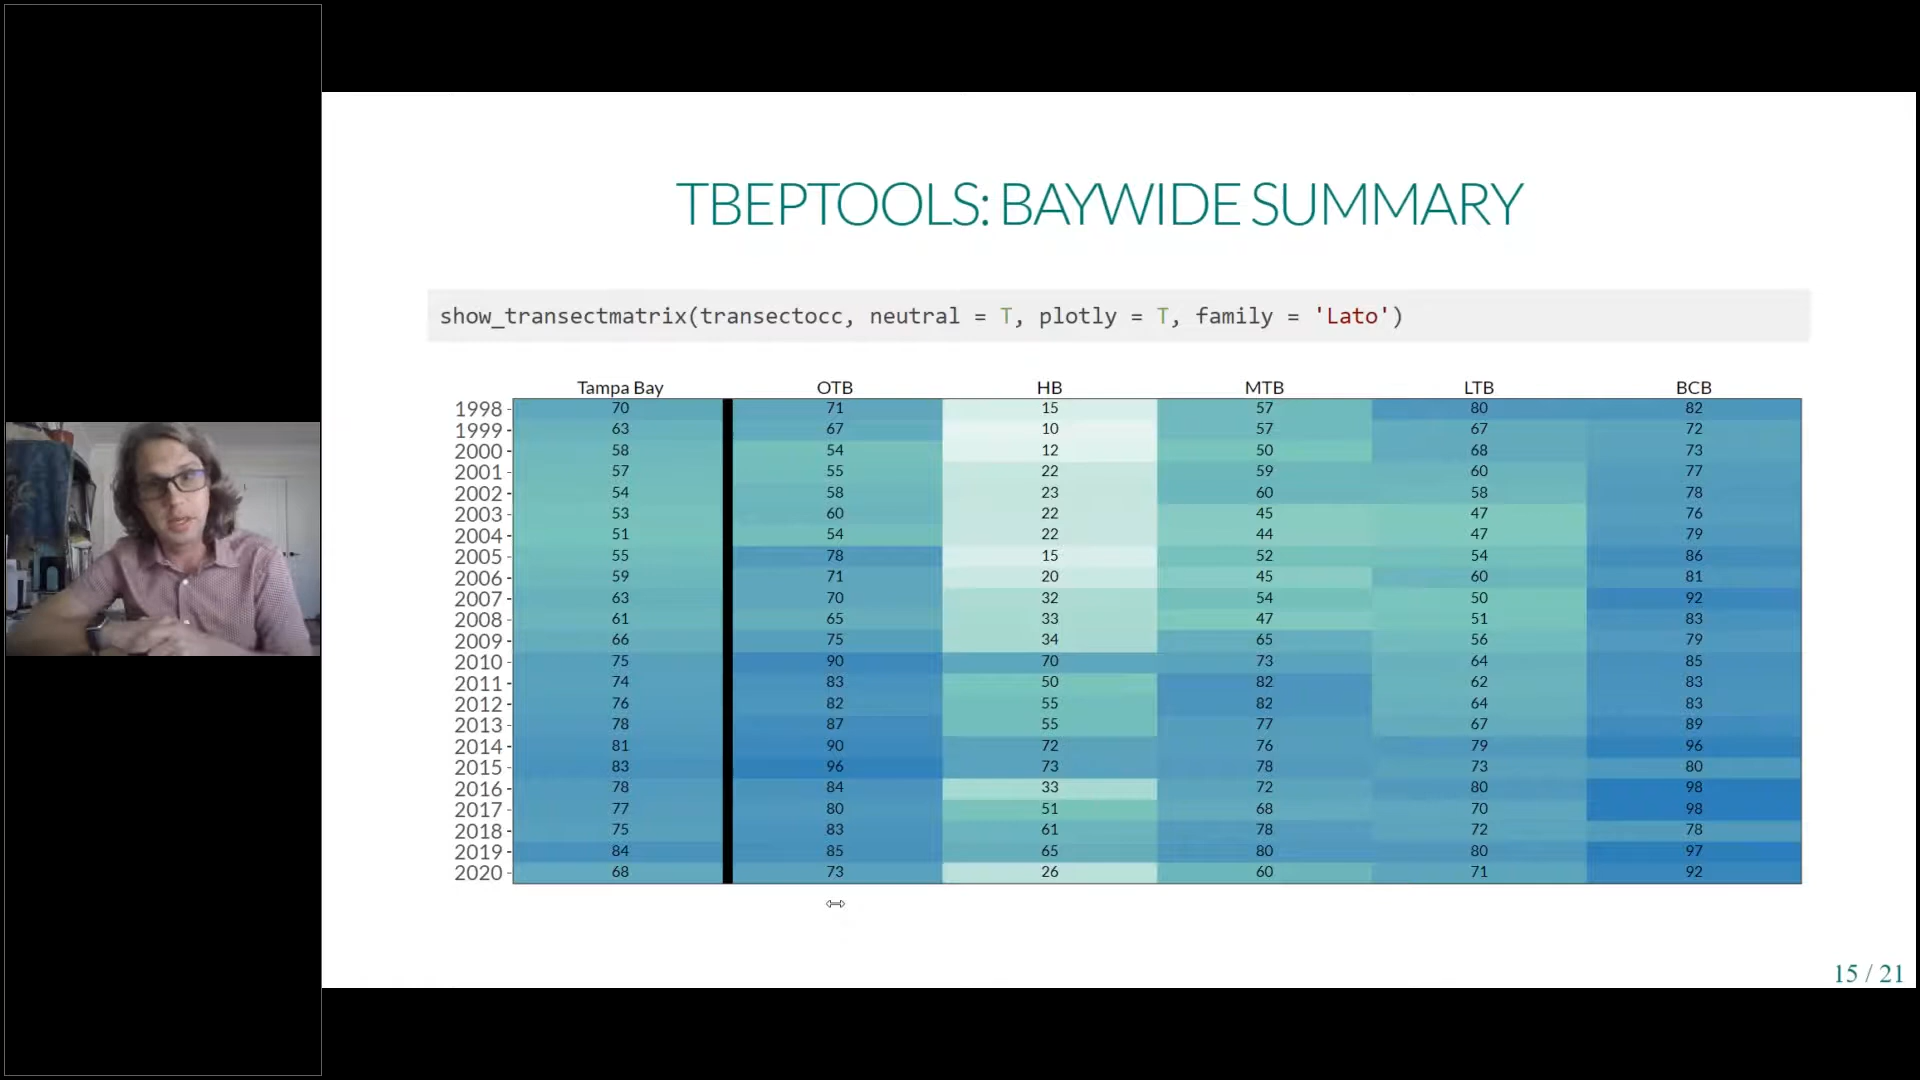 TBEPTOOLS: BAYWIDE SUMMARY
show_transectmatrix(transectocc, neutral = T, plotly = T, family = 'Lato')
Tampa Bay OTB HB MTB LTB BCB
1998 70 71 15 57 80 82
1999 63 67 10 57 67 72
2000 58 54 12 50 68 73
2001 57 55 22 59 60 77
2002 54 58 23 60 58 78
2003 53 60 22 45 47 76
2004 51 54 22 44 47 79
2005 55 78 15 52 54 86
2006 59 71 20 45 60 81
2007 63 70 32 54 50 92
2008 61 65 33 47 51 83
2009 66 75 34 65 56 79
2010 75 90 70 73 64 85
2011 74 83 50 82 62 83
2012 76 82 55 82 64 83
2013 78 87 55 77 67 89
2014 81 90 72 76 79 96
2015 83 96 73 78 73 80
2016 78 84 33 72 80 98
2017 77 80 51 68 70 98
2018 75 83 61 78 72 78
2019 84 85 65 80 80 97
2020 68 73 26 60 71 92
15 / 21